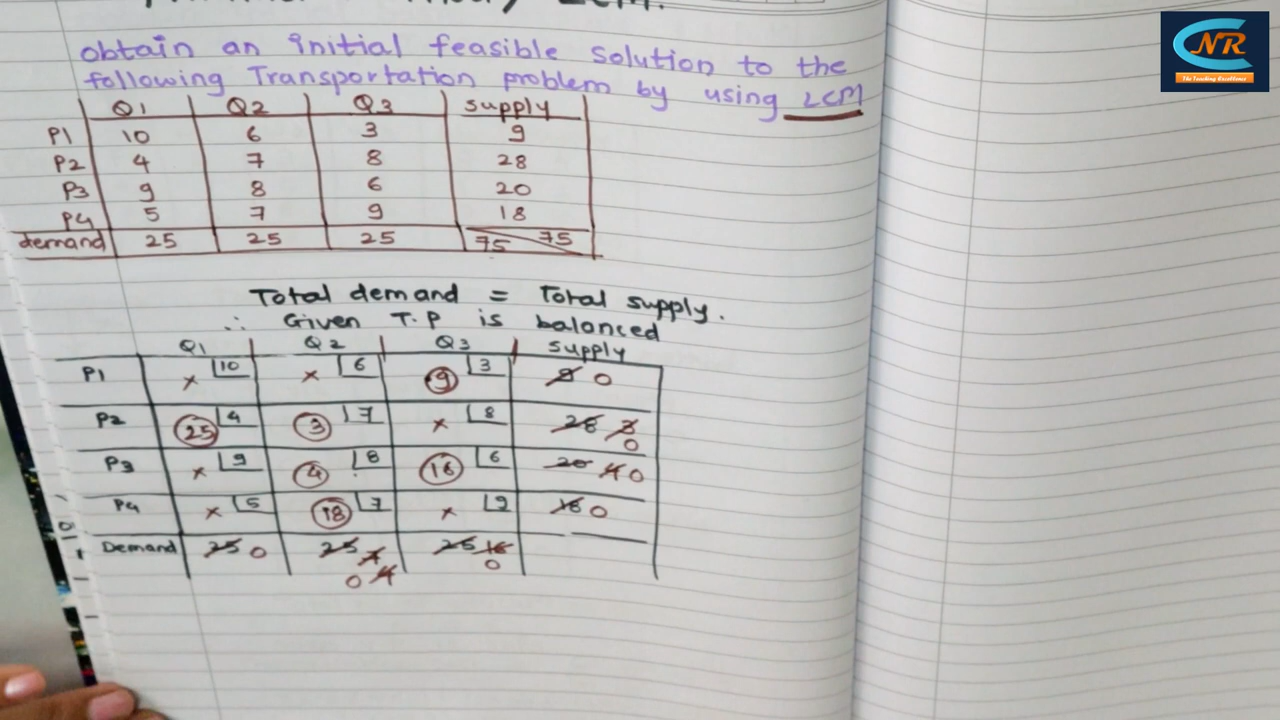 obtain an initial feasible solution to the
following Transportation problem by using LCM
Q1 Q2 Q3 supply
P1 10 6 3 9
P2 4 7 8 28
P3 9 8 6 20
P4 5 7 9 18
demand 25 25 25 75 75
Total demand = Total supply.
∴ Given T.P is balanced
Q1 Q2 Q3 supply
P1 × 10 × 6 9 3 9 0
P2 25 4 3 7 × 8 28 3 0
P3 × 9 4 8 16 6 20 4 0
P4 × 5 18 7 × 9 18 0
Demand 25 0 25 7 4 0 25 16 0
CNR
The Teaching Excellence